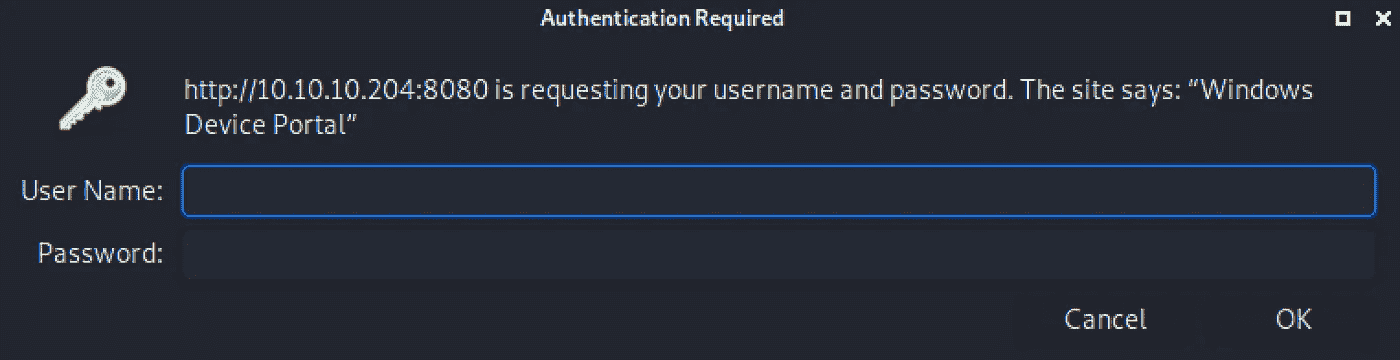 Authentication Required
http://10.10.10.204:8080 is requesting your username and password. The site says: “Windows
Device Portal”
User Name:
Password:
Cancel OK